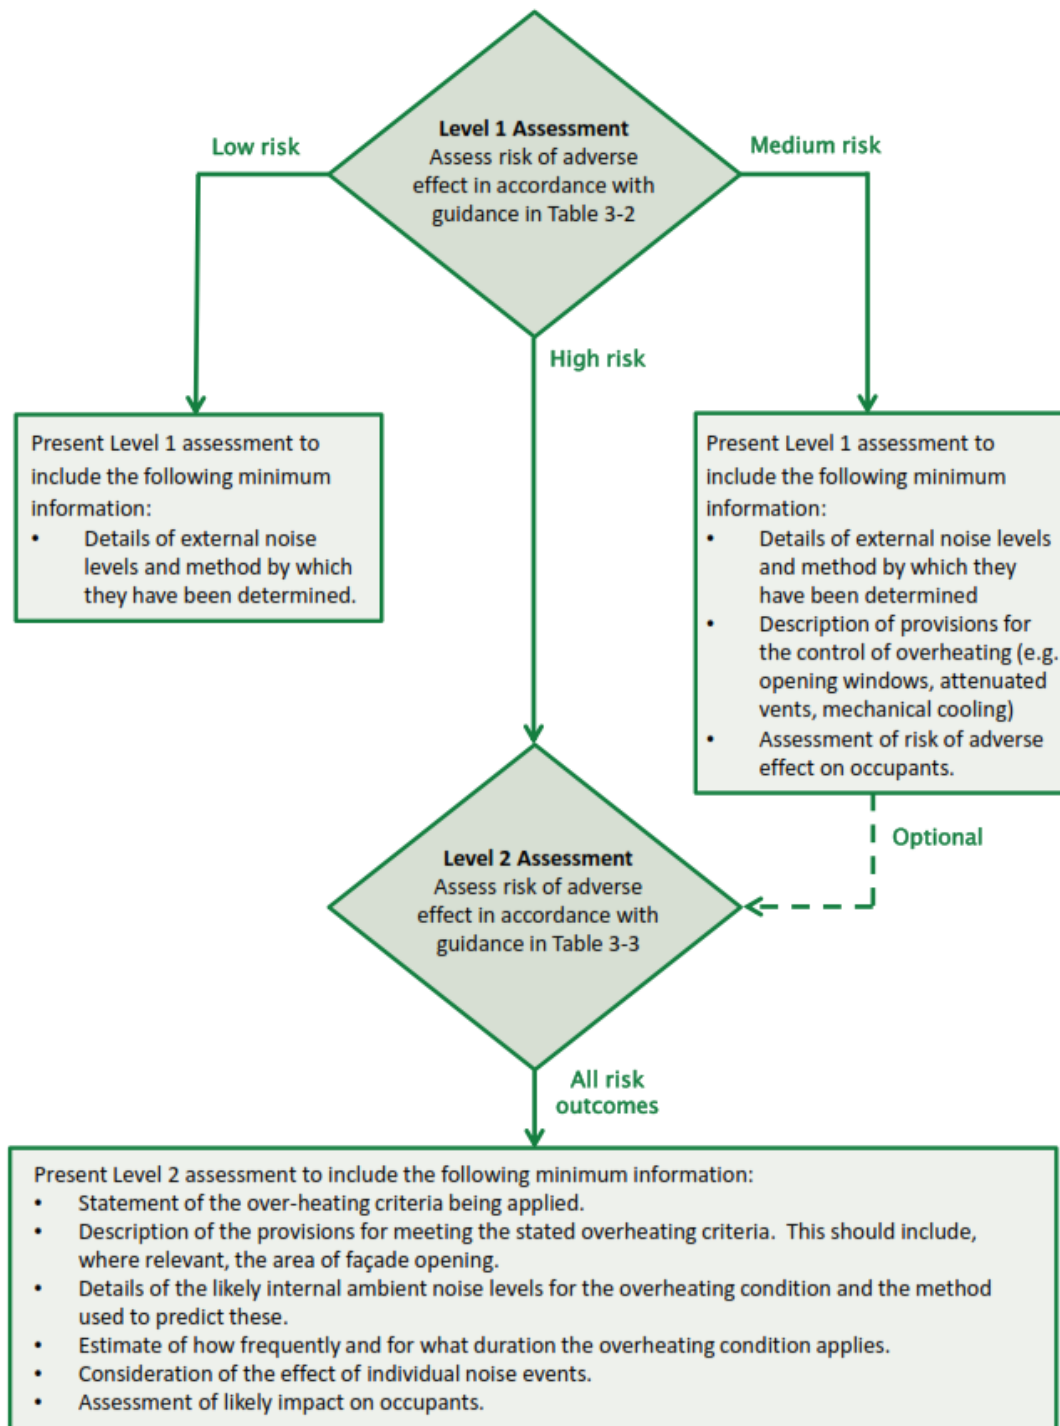 Level 1 Assessment
Assess risk of adverse
effect in accordance with
guidance in Table 3-2
Low risk
Medium risk
High risk
Present Level 1 assessment to
include the following minimum
information:
• Details of external noise
levels and method by which
they have been determined.
Present Level 1 assessment to
include the following minimum
information:
• Details of external noise levels
and method by which they
have been determined
• Description of provisions for
the control of overheating (e.g.
opening windows, attenuated
vents, mechanical cooling)
• Assessment of risk of adverse
effect on occupants.
Optional
Level 2 Assessment
Assess risk of adverse
effect in accordance with
guidance in Table 3-3
All risk
outcomes
Present Level 2 assessment to include the following minimum information:
• Statement of the over-heating criteria being applied.
• Description of the provisions for meeting the stated overheating criteria.  This should include,
where relevant, the area of façade opening.
• Details of the likely internal ambient noise levels for the overheating condition and the method
used to predict these.
• Estimate of how frequently and for what duration the overheating condition applies.
• Consideration of the effect of individual noise events.
• Assessment of likely impact on occupants.